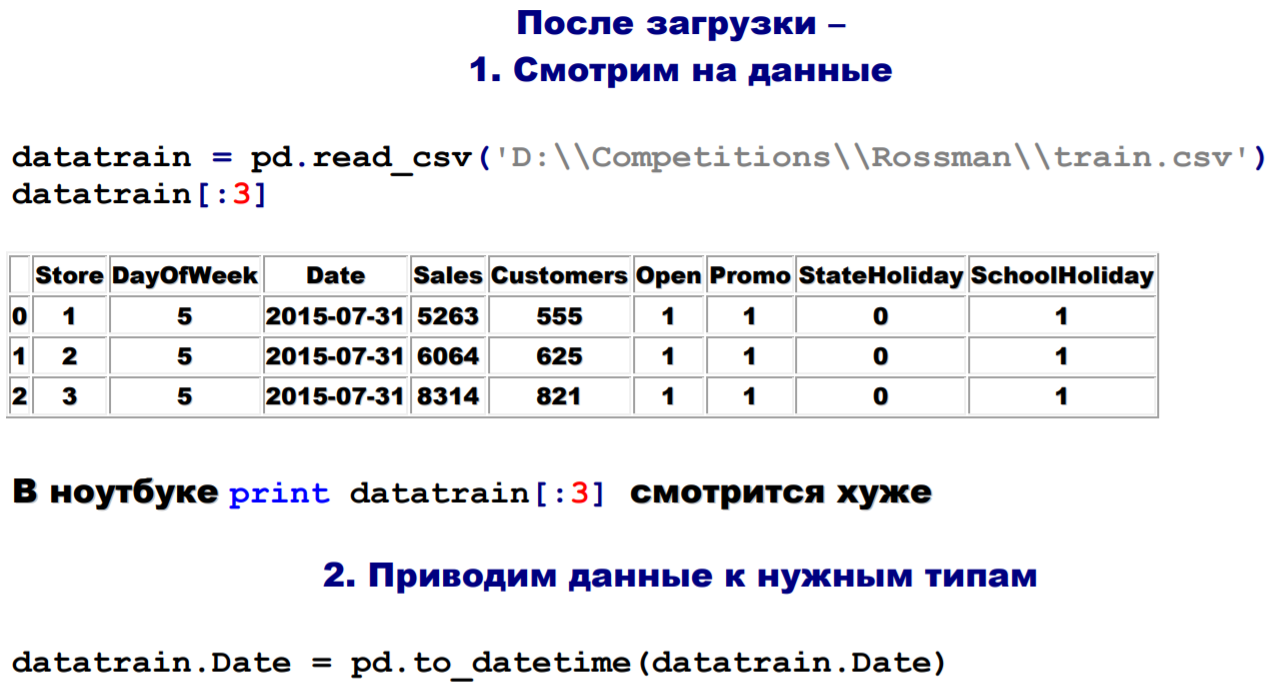 После загрузки –
1. Смотрим на данные
datatrain = pd.read_csv('D:\\Competitions\\Rossman\\train.csv')
datatrain[:3]
Store DayOfWeek Date Sales Customers Open Promo StateHoliday SchoolHoliday
0 1 5 2015-07-31 5263 555 1 1 0 1
1 2 5 2015-07-31 6064 625 1 1 0 1
2 3 5 2015-07-31 8314 821 1 1 0 1
В ноутбуке print datatrain[:3] смотрится хуже
2. Приводим данные к нужным типам
datatrain.Date = pd.to_datetime(datatrain.Date)